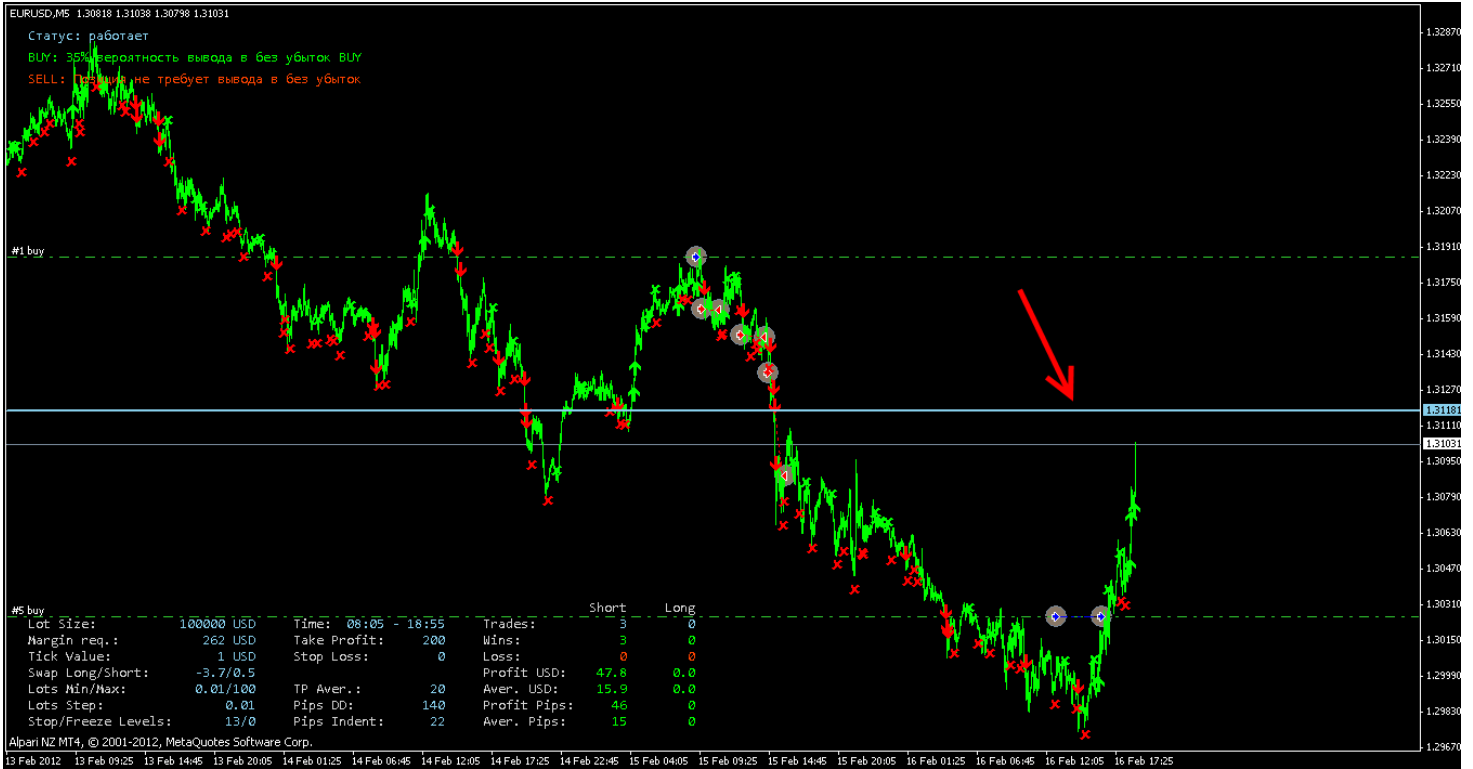 EURUSD,M5 1.30818 1.31038 1.30798 1.31031
Статус: работает
BUY: 35% вероятность вывода в без убыток BUY
SELL: Позиция не требует вывода в без убыток
#1 buy
#5 buy
Short Long
Lot Size: 100000 USD Time: 08:05 - 18:55 Trades: 3 0
Margin req.: 262 USD Take Profit: 200 Wins: 3 0
Tick Value: 1 USD Stop Loss: 0 Loss: 0 0
Swap Long/Short: -3.7/0.5 Profit USD: 47.8 0.0
Lots Min/Max: 0.01/100 TP Aver.: 20 Aver. USD: 15.9 0.0
Lots Step: 0.01 Pips DD: 140 Profit Pips: 46 0
Stop/Freeze Levels: 13/0 Pips Indent: 22 Aver. Pips: 15 0
Alpari NZ MT4, © 2001-2012, MetaQuotes Software Corp.
1.32870
1.32710
1.32550
1.32390
1.32230
1.32070
1.31910
1.31750
1.31590
1.31430
1.31270
1.31181
1.31110
1.31031
1.30950
1.30790
1.30630
1.30470
1.30310
1.30150
1.29990
1.29830
1.29670
13 Feb 2012 13 Feb 09:25 13 Feb 14:45 13 Feb 20:05 14 Feb 01:25 14 Feb 06:45 14 Feb 12:05 14 Feb 17:25 14 Feb 22:45 15 Feb 04:05 15 Feb 09:25 15 Feb 14:45 15 Feb 20:05 16 Feb 01:25 16 Feb 06:45 16 Feb 12:05 16 Feb 17:25